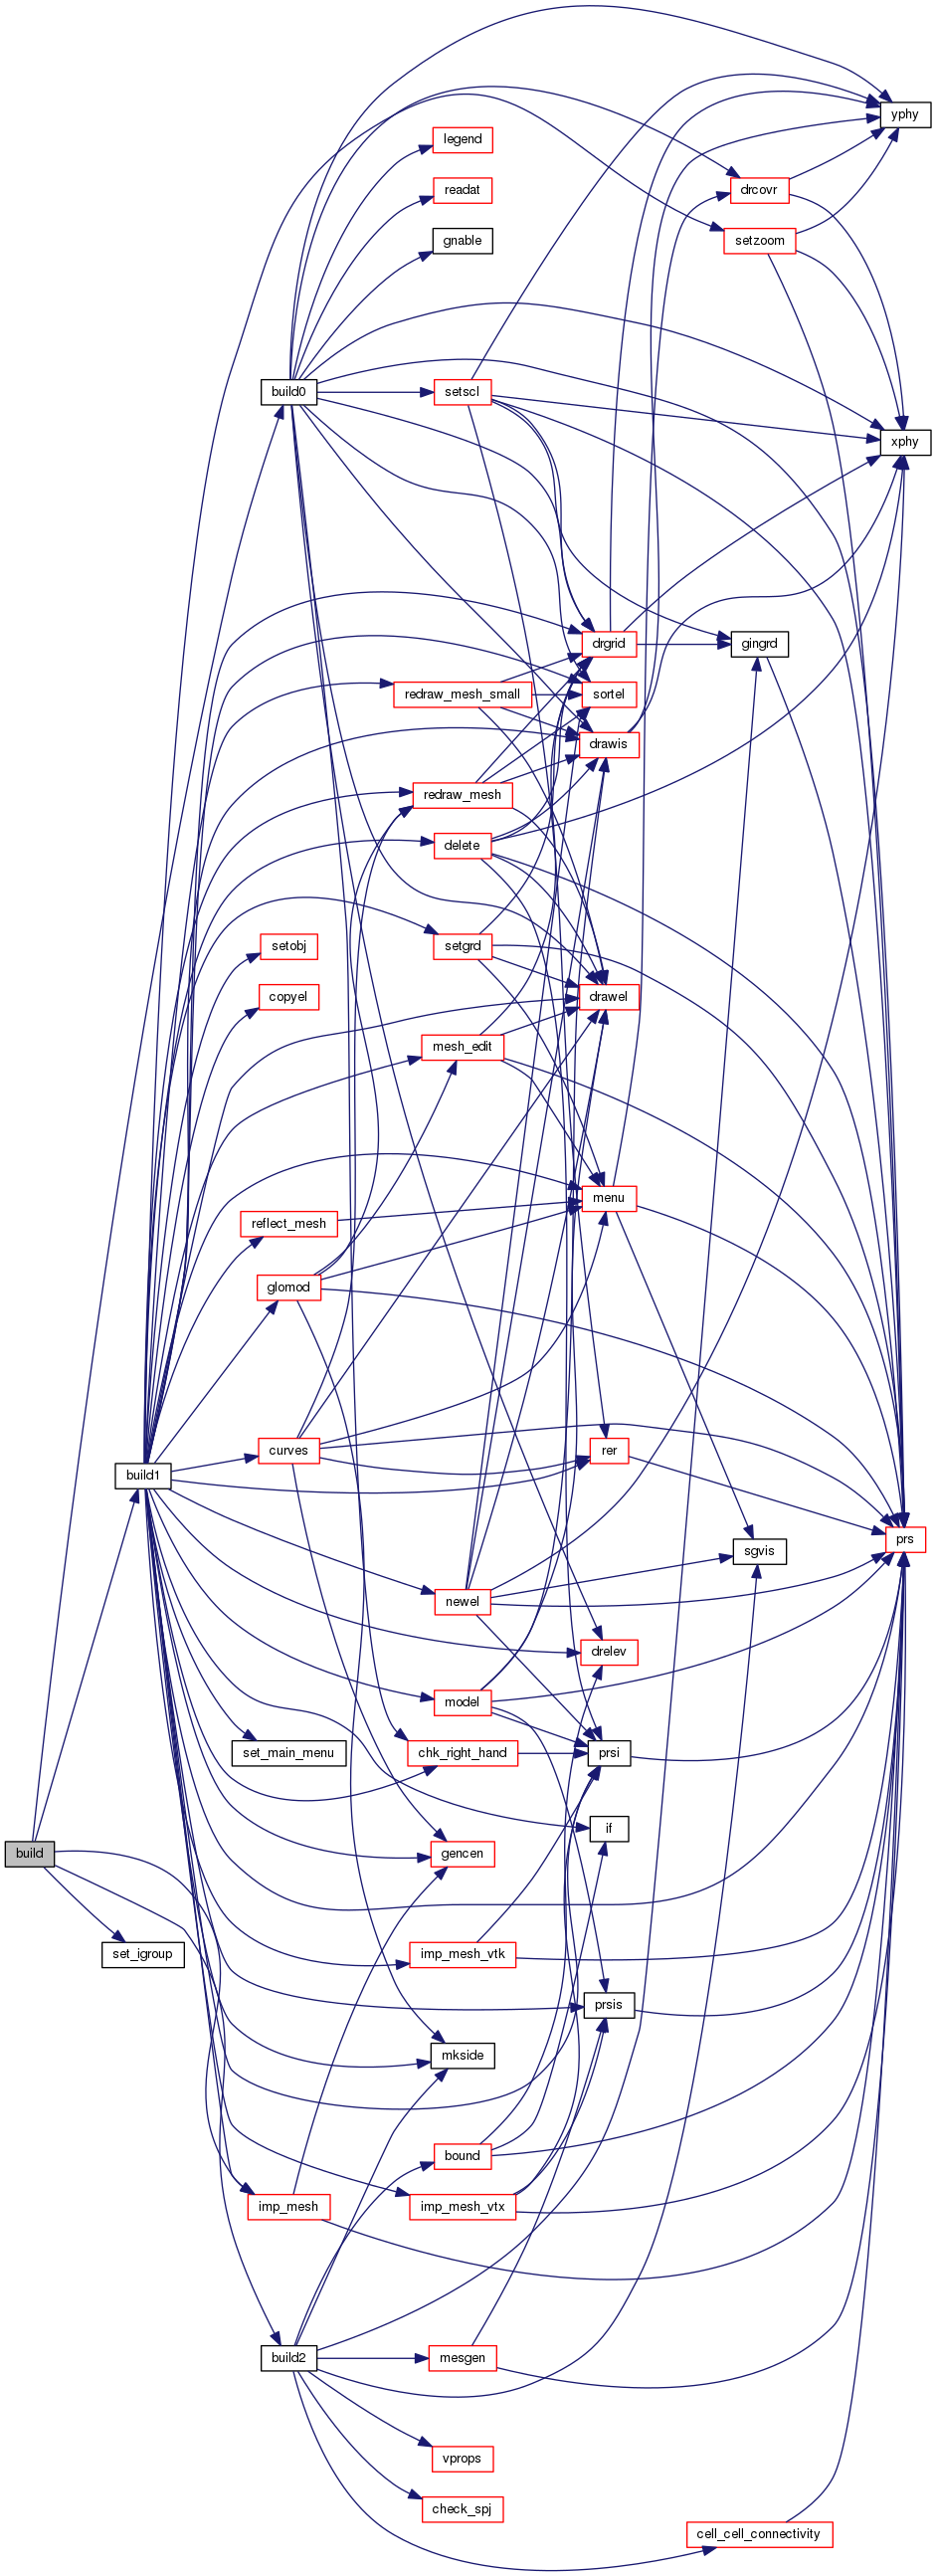 yphy
legend
drcovr
readat
setzoom
gnable
build0
setscl
xphy
drgrid
gingrd
redraw_mesh_small
sortel
drawis
redraw_mesh
delete
setobj
setgrd
copyel
drawel
mesh_edit
menu
reflect_mesh
glomod
curves
rer
build1
prs
sgvis
newel
drelev
model
set_main_menu
chk_right_hand
prsi
if
build
gencen
set_igroup
imp_mesh_vtk
prsis
mkside
bound
imp_mesh
imp_mesh_vtx
build2
mesgen
vprops
check_spj
cell_cell_connectivity